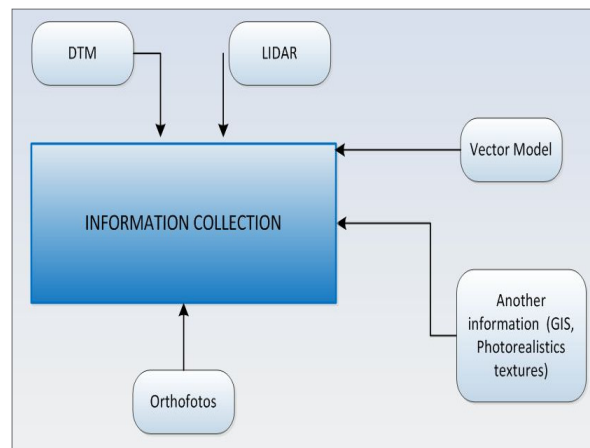 DTM
LIDAR
Vector Model
INFORMATION COLLECTION
Another
information (GIS,
Photorealistics
textures)
Orthofotos